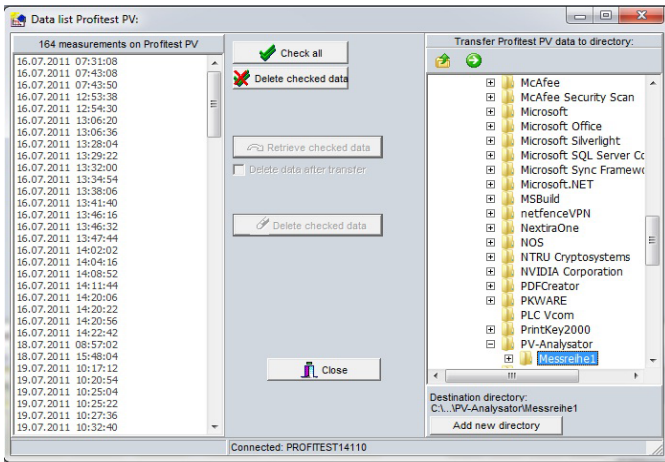 Data list Profitest PV:
164 measurements on Profitest PV
16.07.2011 07:31:08
16.07.2011 07:43:08
16.07.2011 07:43:50
16.07.2011 12:53:38
16.07.2011 12:54:30
16.07.2011 13:06:20
16.07.2011 13:06:36
16.07.2011 13:28:04
16.07.2011 13:29:22
16.07.2011 13:32:00
16.07.2011 13:34:54
16.07.2011 13:38:06
16.07.2011 13:41:40
16.07.2011 13:46:16
16.07.2011 13:46:32
16.07.2011 13:47:44
16.07.2011 14:02:02
16.07.2011 14:04:16
16.07.2011 14:08:52
16.07.2011 14:11:44
16.07.2011 14:20:06
16.07.2011 14:20:22
16.07.2011 14:20:56
16.07.2011 14:22:42
18.07.2011 08:57:02
18.07.2011 15:48:04
19.07.2011 10:17:12
19.07.2011 10:20:54
19.07.2011 10:25:04
19.07.2011 10:25:22
19.07.2011 10:27:36
19.07.2011 10:32:40
Check all
Delete checked data
Retrieve checked data
Delete data after transfer
Delete checked data
Close
Transfer Profitest PV data to directory:
McAfee
McAfee Security Scan
Microsoft
Microsoft Office
Microsoft Silverlight
Microsoft SQL Server Co
Microsoft Sync Framewo
Microsoft.NET
MSBuild
netfenceVPN
NextiraOne
NOS
NTRU Cryptosystems
NVIDIA Corporation
PDFCreator
PKWARE
PLC Vcom
PrintKey2000
PV-Analysator
Messreihe1
Destination directory:
C:\...\PV-Analysator\Messreihe1
Add new directory
Connected: PROFITEST14110